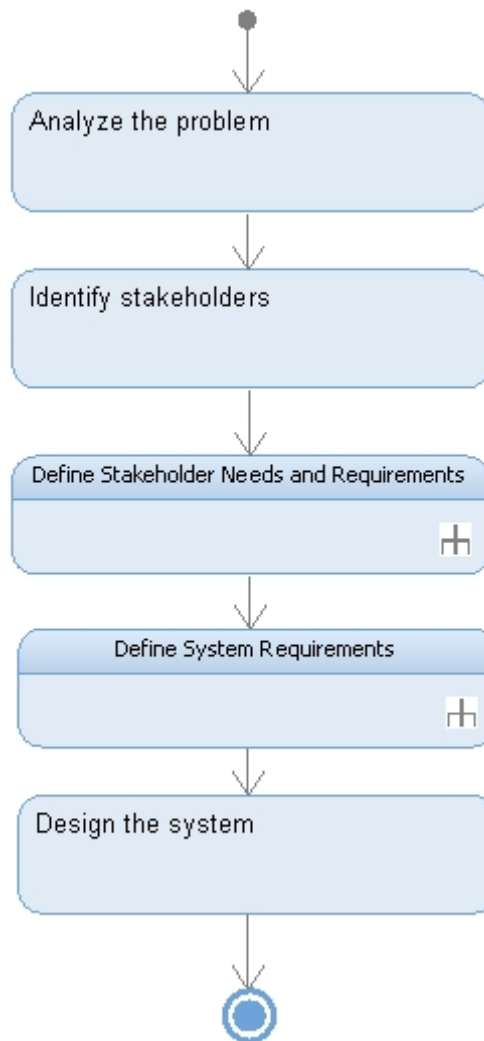 Analyze the problem
Identify stakeholders
Define Stakeholder Needs and Requirements
Define System Requirements
Design the system